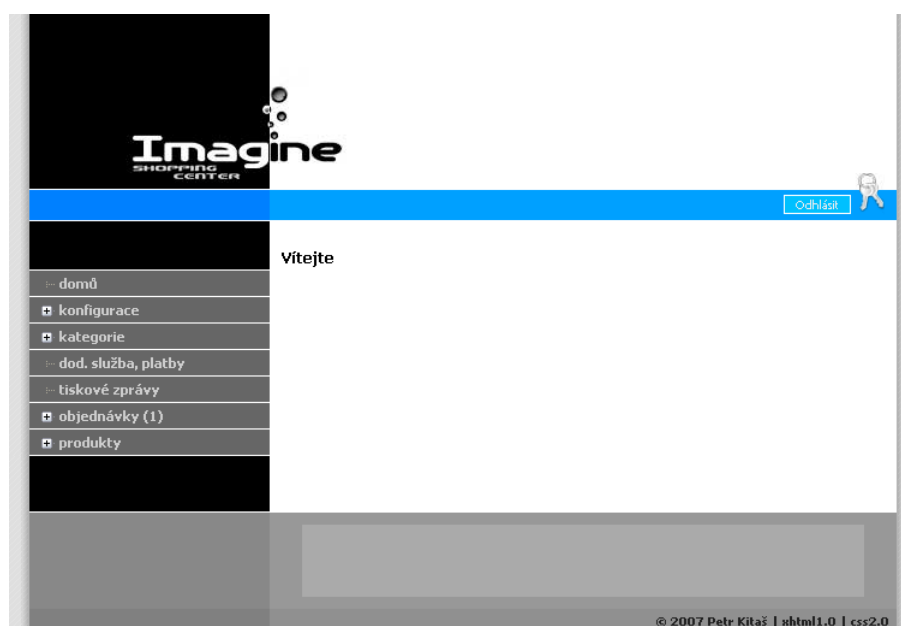 Imagine
SHOPPING
CENTER
Odhlásit
Vítejte
domů
konfigurace
kategorie
dod. služba, platby
tiskové zprávy
objednávky (1)
produkty
© 2007 Petr Kitaš | xhtml1.0 | css2.0